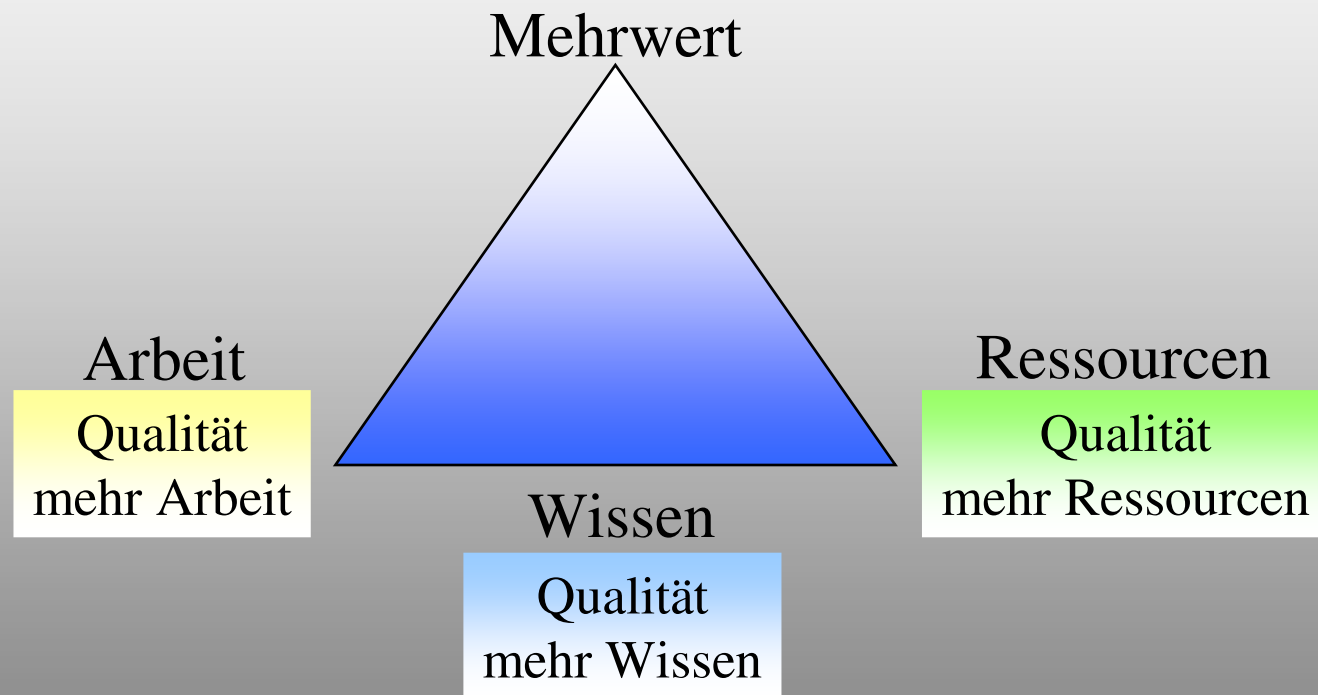 Mehrwert
Arbeit
Qualität
mehr Arbeit
Ressourcen
Qualität
mehr Ressourcen
Wissen
Qualität
mehr Wissen